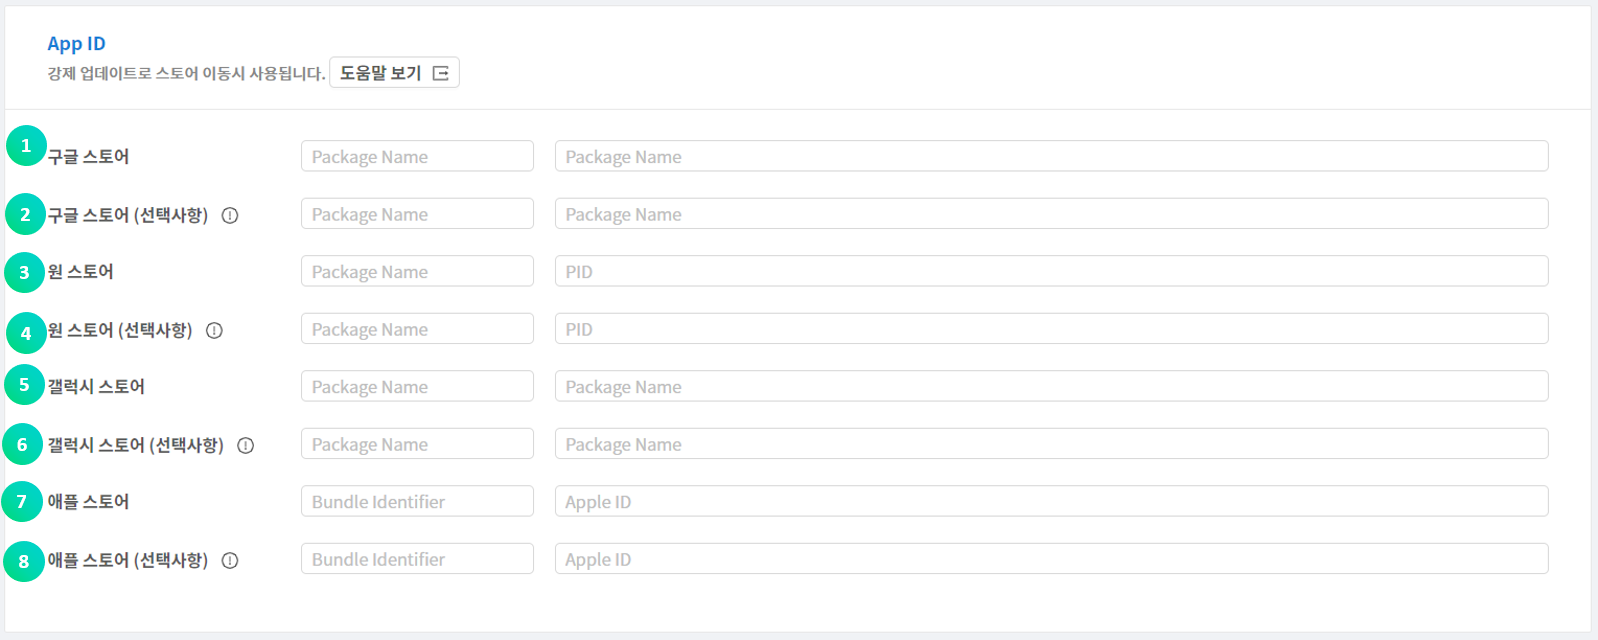 App ID
강제 업데이트로 스토어 이동시 사용됩니다. 도움말 보기
1 구글 스토어 Package Name Package Name
2 구글 스토어 (선택사항) Package Name Package Name
3 원 스토어 Package Name PID
4 원 스토어 (선택사항) Package Name PID
5 갤럭시 스토어 Package Name Package Name
6 갤럭시 스토어 (선택사항) Package Name Package Name
7 애플 스토어 Bundle Identifier Apple ID
8 애플 스토어 (선택사항) Bundle Identifier Apple ID